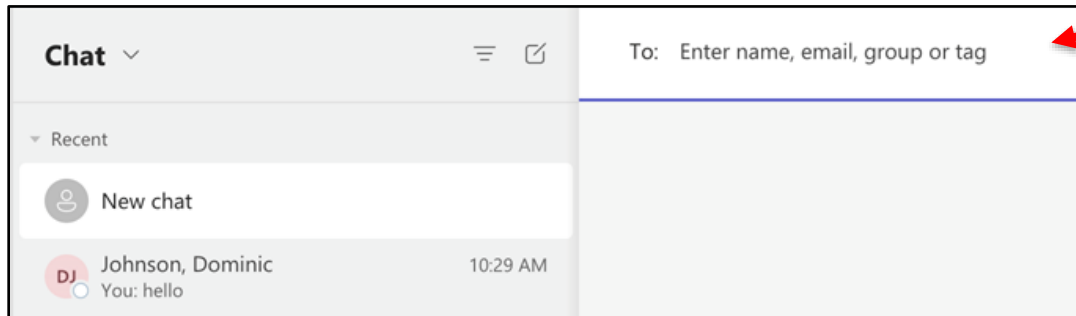 Chat
To: Enter name, email, group or tag
Recent
New chat
DJ
Johnson, Dominic 10:29 AM
You: hello